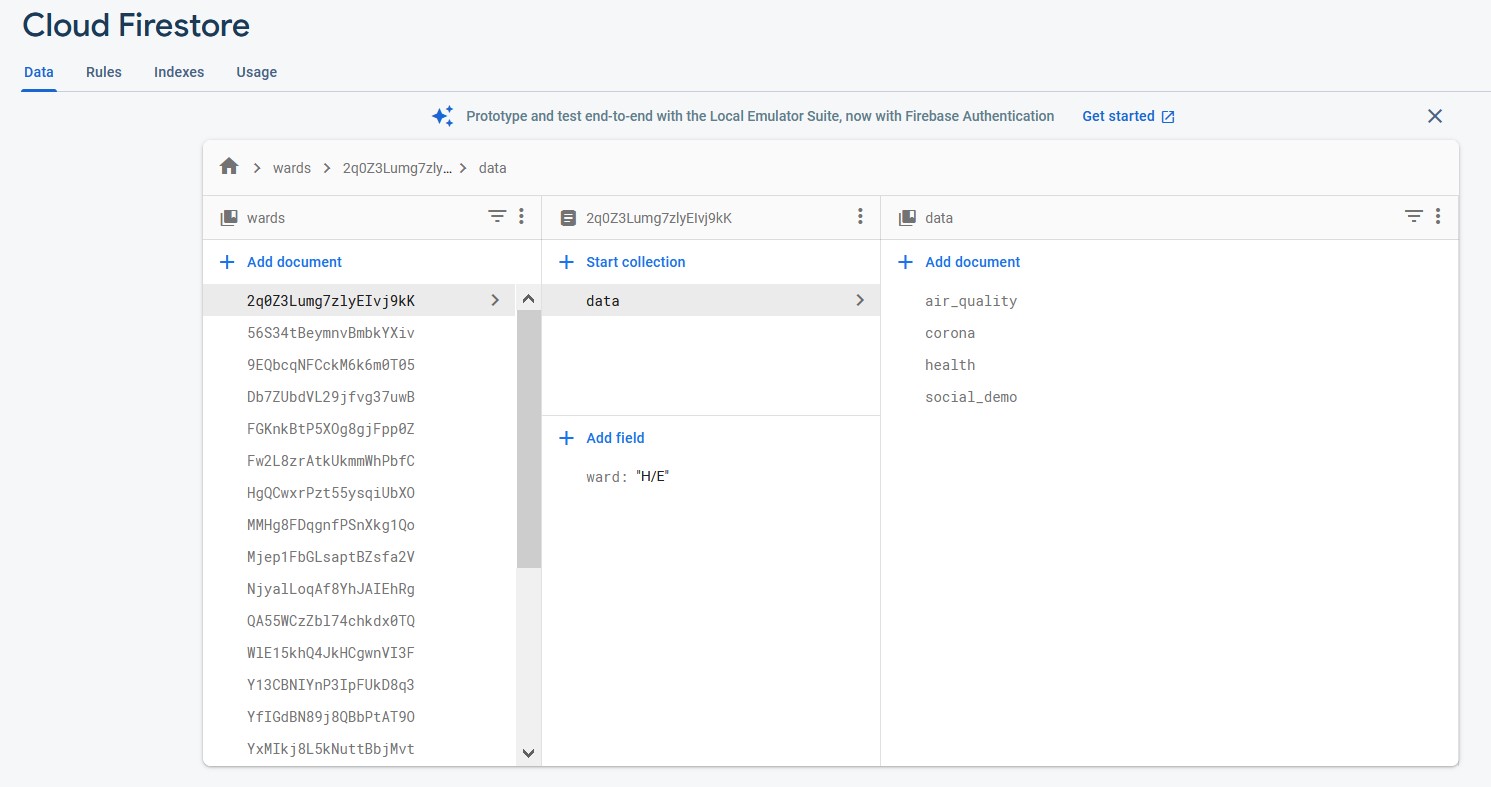 Cloud Firestore
Data Rules Indexes Usage
Prototype and test end-to-end with the Local Emulator Suite, now with Firebase Authentication Get started
wards 2q0Z3Lumg7zly... data
wards
Add document
2q0Z3Lumg7zlyEIvj9kK
56S34tBeymnvBmbkYXiv
9EQbcqNFCckM6k6m0T05
Db7ZUbdVL29jfvg37uwB
FGKnkBtP5XOg8gjFpp0Z
Fw2L8zrAtkUkmmWhPbfC
HgQCwxrPzt55ysqiUbXO
MMHg8FDqgnfPSnXkg1Qo
Mjep1FbGLsaptBZsfa2V
NjyalLoqAf8YhJAIEhRg
QA55WCzZbl74chkdx0TQ
WlE15khQ4JkHCgwnVI3F
Y13CBNIYnP3IpFUkD8q3
YfIGdBN89j8QBbPtAT9O
YxMIkj8L5kNuttBbjMvt
2q0Z3Lumg7zlyEIvj9kK
Start collection
data
Add field
ward: "H/E"
data
Add document
air_quality
corona
health
social_demo